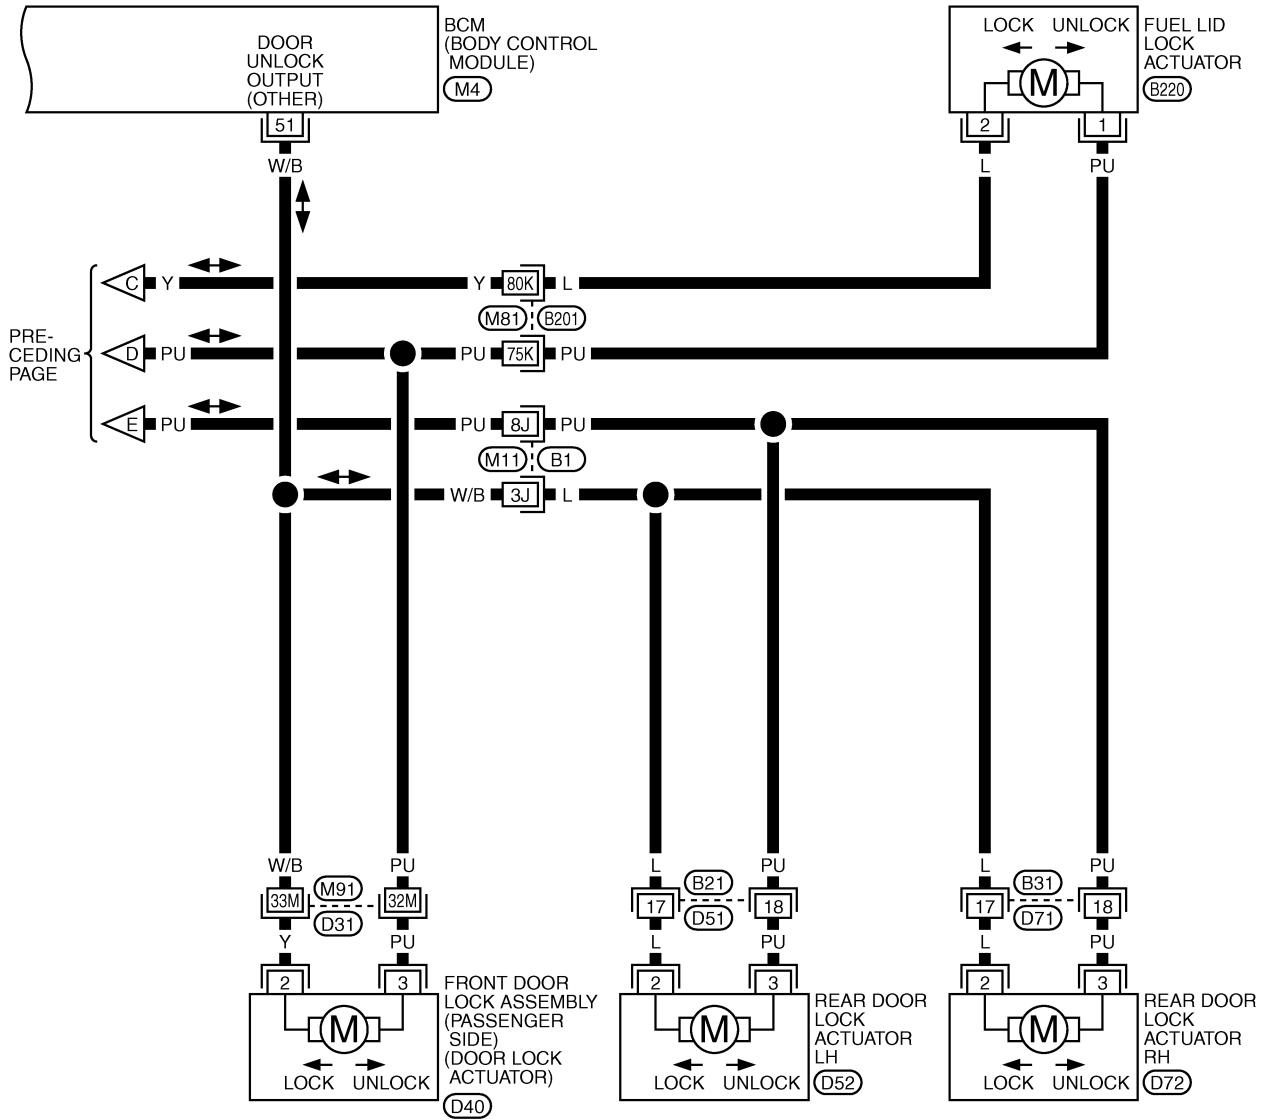 BCM
(BODY CONTROL
MODULE)
M4
DOOR
UNLOCK
OUTPUT
(OTHER)
51
W/B
LOCK UNLOCK
M
FUEL LID
LOCK
ACTUATOR
B220
2 1
L PU
PRE-
CEDING
PAGE
C Y Y 80K L
M81 B201
D PU PU 75K PU
E PU PU 8J PU
M11 B1
W/B 3J L
W/B PU L PU L PU
33M M91 32M 17 B21 18 17 B31 18
D31 D51 D71
Y PU L PU L PU
2 3 2 3 2 3
M
LOCK UNLOCK
FRONT DOOR
LOCK ASSEMBLY
(PASSENGER
SIDE)
(DOOR LOCK
ACTUATOR)
D40
M
LOCK UNLOCK
REAR DOOR
LOCK
ACTUATOR
LH
D52
M
LOCK UNLOCK
REAR DOOR
LOCK
ACTUATOR
RH
D72